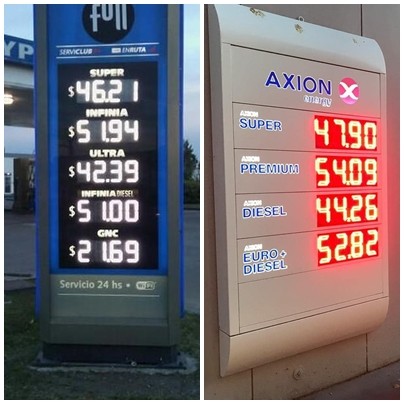 YP
full
SERVICLUB
EN RUTA
SUPER
$46.21
INFINIA
$51.94
ULTRA
$42.39
INFINIA DIESEL
$51.00
GNC
$21.69
Servicio 24 hs • WiFi
AXION
AXION
SUPER
47.90
AXION
PREMIUM
54.09
AXION
DIESEL
44.26
AXION
EURO+
DIESEL
52.82